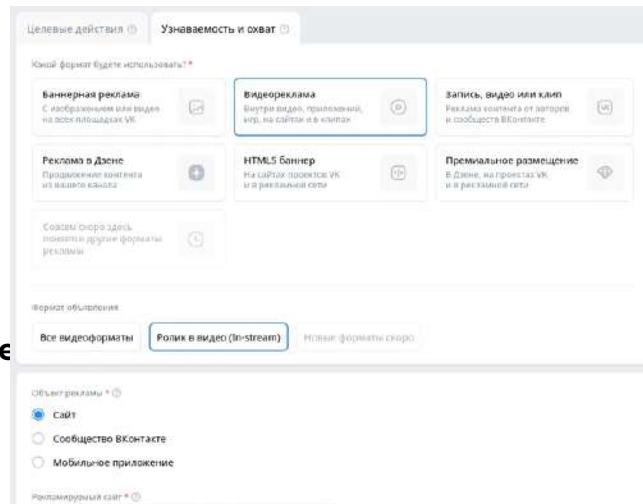 Целевые действия
Узнаваемость и охват
Какой формат будете использовать? *
Баннерная реклама
С изображением или видео
на всех площадках VK
Видеореклама
Внутри видео, приложений,
игр, на сайтах и в клипах
Запись, видео или клип
Реклама контента от авторов
и сообществ ВКонтакте
Реклама в Дзене
Продвижение контента
из вашего канала
HTML5 баннер
На сайтах проектов VK
и в рекламной сети
Премиальное размещение
В Дзене, на проектах VK
и в рекламной сети
Совсем скоро здесь
появятся другие форматы
рекламы
Формат объявления
Все видеоформаты
Ролик в видео (In-stream)
Новые форматы скоро
е
Объект рекламы *
Сайт
Сообщество ВКонтакте
Мобильное приложение
Рекламируемый сайт *